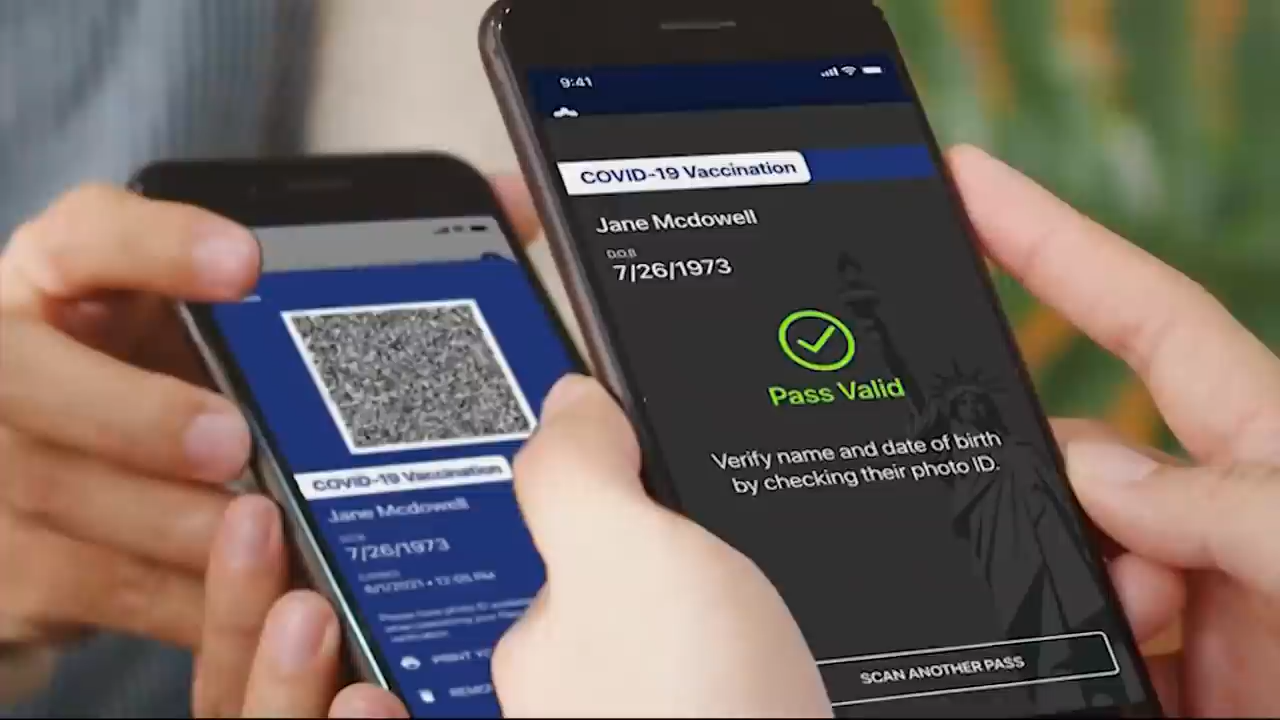 9:41
COVID-19 Vaccination
Jane Mcdowell
D.O.B
7/26/1973
Pass Valid
Verify name and date of birth
by checking their photo ID.
SCAN ANOTHER PASS
COVID-19 Vaccination
Jane Mcdowell
7/26/1973
PRINT